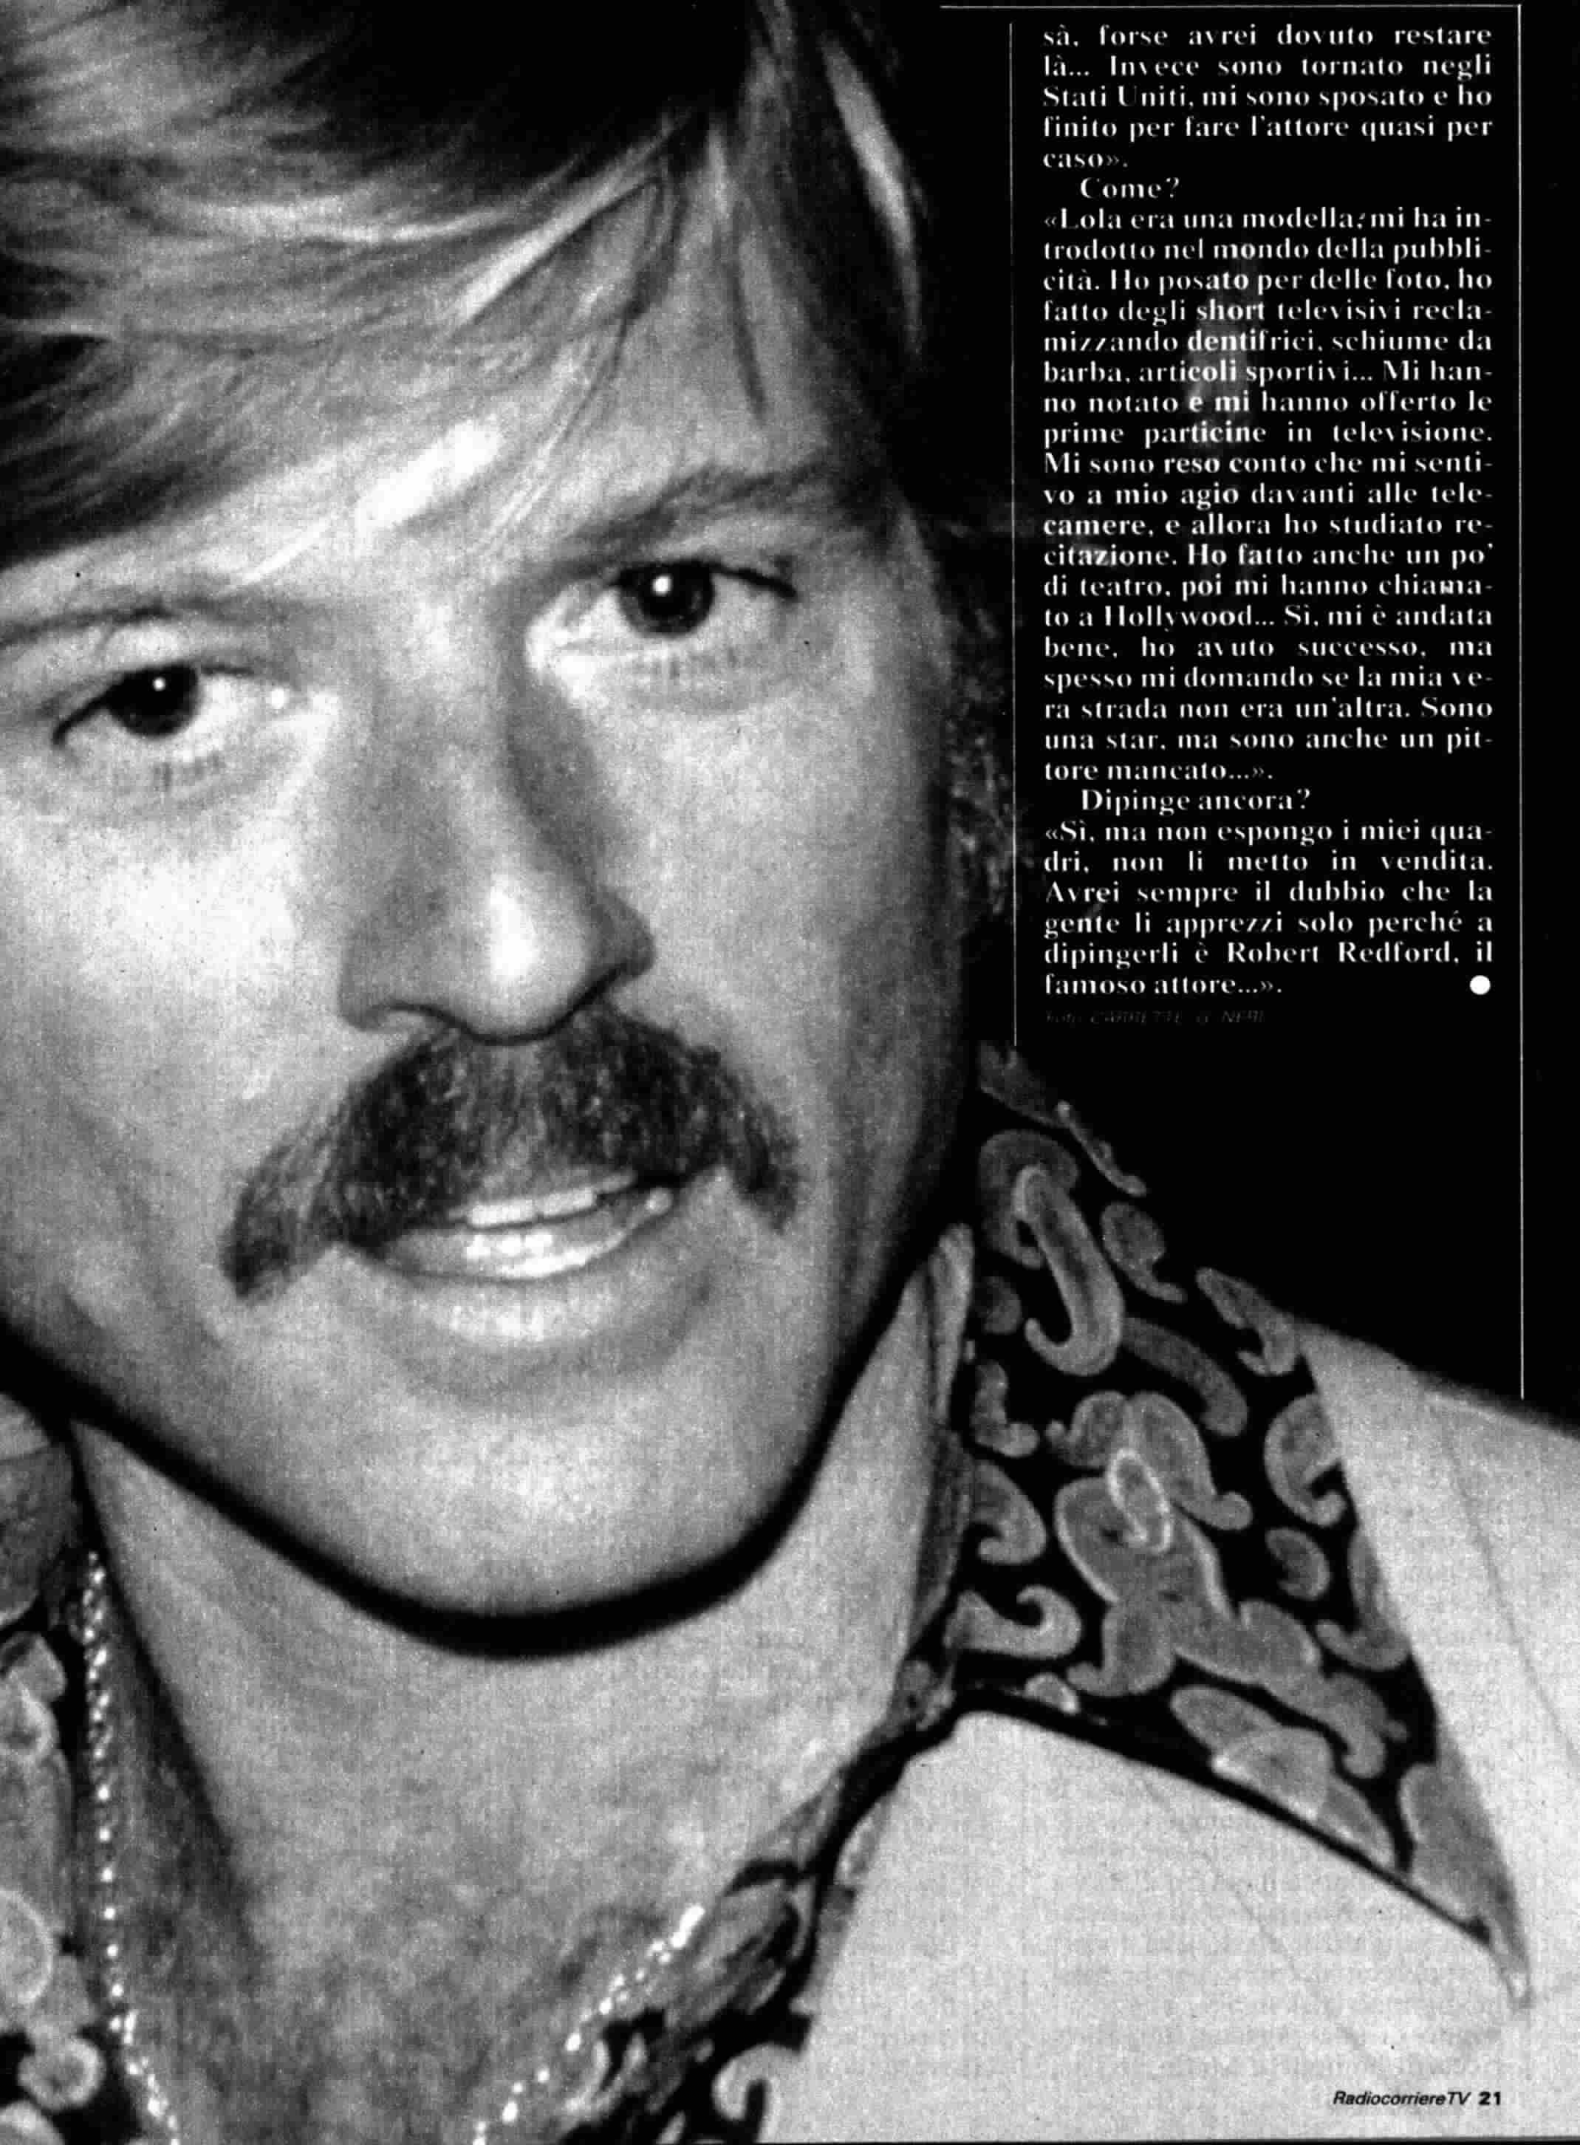 sà, forse avrei dovuto restare
là... Invece sono tornato negli
Stati Uniti, mi sono sposato e ho
finito per fare l'attore quasi per
caso».
Come?
«Lola era una modella; mi ha in-
trodotto nel mondo della pubbli-
cità. Ho posato per delle foto, ho
fatto degli short televisivi recla-
mizzando dentifrici, schiume da
barba, articoli sportivi... Mi han-
no notato e mi hanno offerto le
prime particine in televisione.
Mi sono reso conto che mi senti-
vo a mio agio davanti alle tele-
camere, e allora ho studiato re-
citazione. Ho fatto anche un po'
di teatro, poi mi hanno chiama-
to a Hollywood... Sì, mi è andata
bene, ho avuto successo, ma
spesso mi domando se la mia ve-
ra strada non era un'altra. Sono
una star, ma sono anche un pit-
tore mancato...».
Dipinge ancora?
«Sì, ma non espongo i miei qua-
dri, non li metto in vendita.
Avrei sempre il dubbio che la
gente li apprezzi solo perché a
dipingerli è Robert Redford, il
famoso attore...». ●
RadiocorriereTV 21